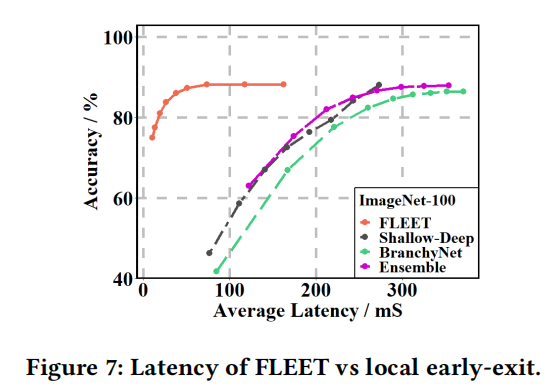 100
80
60
40
Accuracy / %
0
100
200
300
Average Latency / mS
ImageNet-100
FLEET
Shallow-Deep
BranchyNet
Ensemble
Figure 7: Latency of FLEET vs local early-exit.